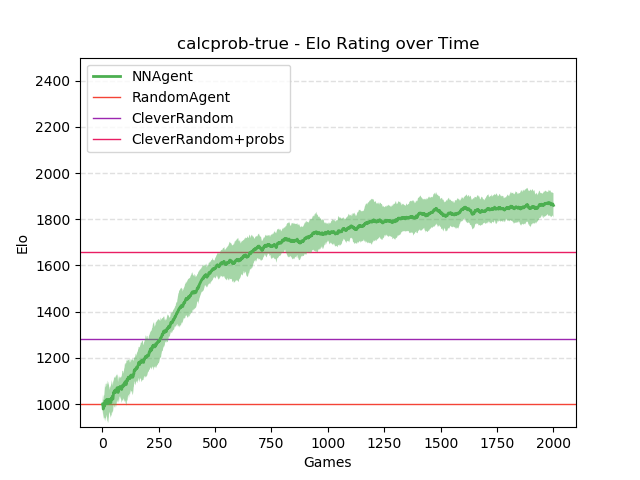 calcprob-true - Elo Rating over Time
NNAgent
RandomAgent
CleverRandom
CleverRandom+probs
2400
2200
2000
1800
1600
1400
1200
1000
Elo
0
250
500
750
1000
1250
1500
1750
2000
Games